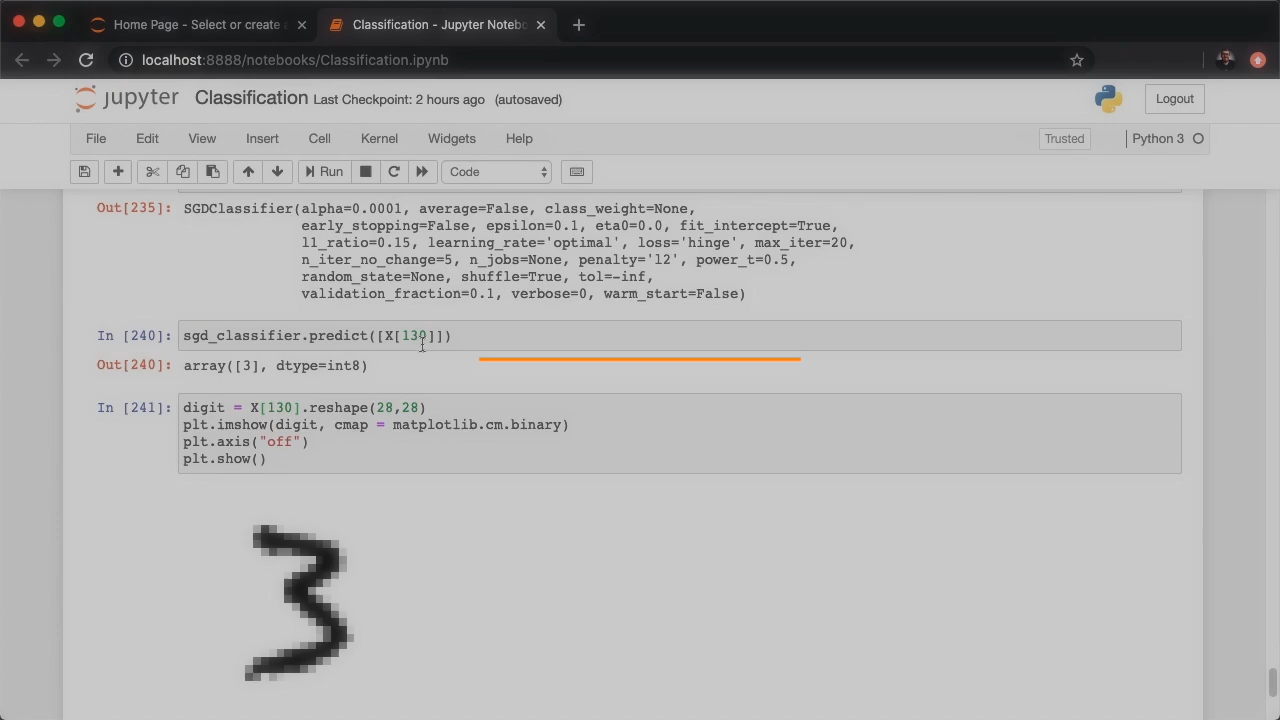 Home Page - Select or create a
Classification - Jupyter Notebo
localhost:8888/notebooks/Classification.ipynb
jupyter Classification Last Checkpoint: 2 hours ago (autosaved)
Logout
File Edit View Insert Cell Kernel Widgets Help
Trusted
Python 3
Run
Code
Out[235]: SGDClassifier(alpha=0.0001, average=False, class_weight=None,
early_stopping=False, epsilon=0.1, eta0=0.0, fit_intercept=True,
l1_ratio=0.15, learning_rate='optimal', loss='hinge', max_iter=20,
n_iter_no_change=5, n_jobs=None, penalty='l2', power_t=0.5,
random_state=None, shuffle=True, tol=-inf,
validation_fraction=0.1, verbose=0, warm_start=False)
In [240]: sgd_classifier.predict([X[130]])
Out[240]: array([3], dtype=int8)
In [241]: digit = X[130].reshape(28,28)
plt.imshow(digit, cmap = matplotlib.cm.binary)
plt.axis("off")
plt.show()
3